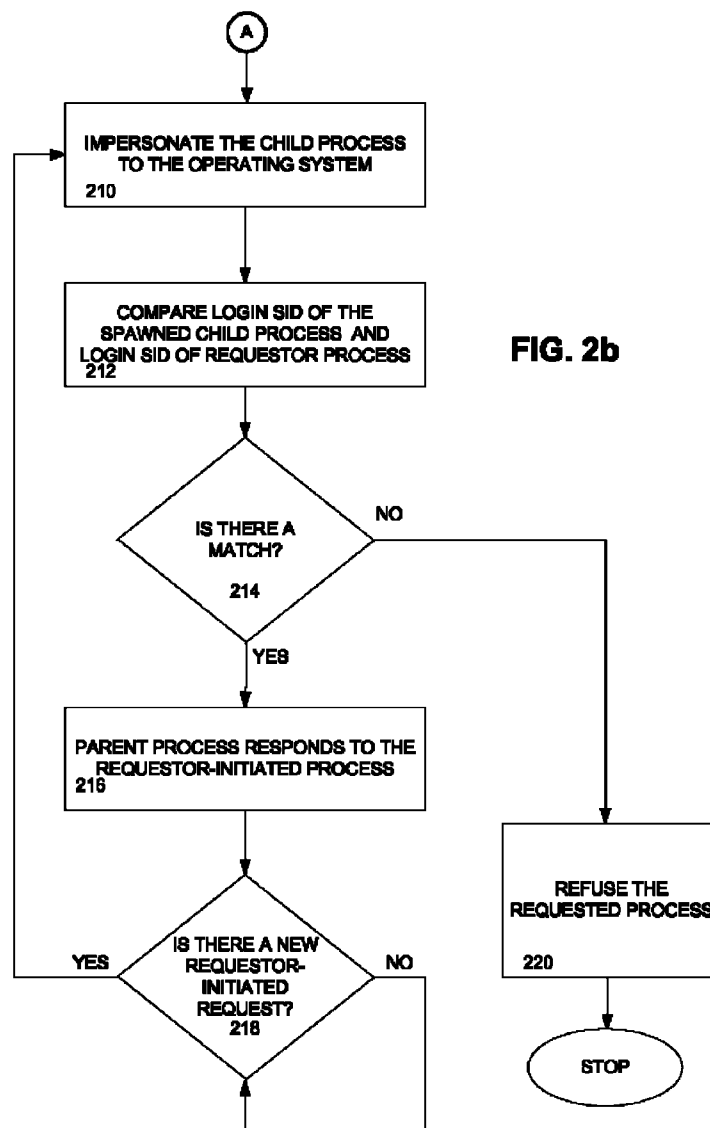 A
IMPERSONATE THE CHILD PROCESS
TO THE OPERATING SYSTEM
210
COMPARE LOGIN SID OF THE
SPAWNED CHILD PROCESS AND
LOGIN SID OF REQUESTOR PROCESS
212
FIG. 2b
IS THERE A
MATCH?
214
NO
YES
PARENT PROCESS RESPONDS TO THE
REQUESTOR-INITIATED PROCESS
216
IS THERE A NEW
REQUESTOR-
INITIATED
REQUEST?
218
YES
NO
REFUSE THE
REQUESTED PROCESS
220
STOP